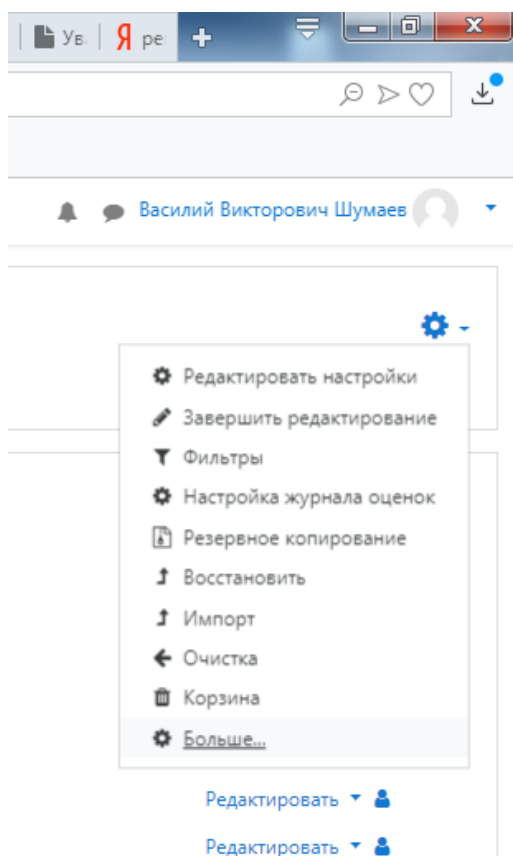 Ув Я ре
Василий Викторович Шумаев
Редактировать настройки
Завершить редактирование
Фильтры
Настройка журнала оценок
Резервное копирование
Восстановить
Импорт
Очистка
Корзина
Больше...
Редактировать
Редактировать